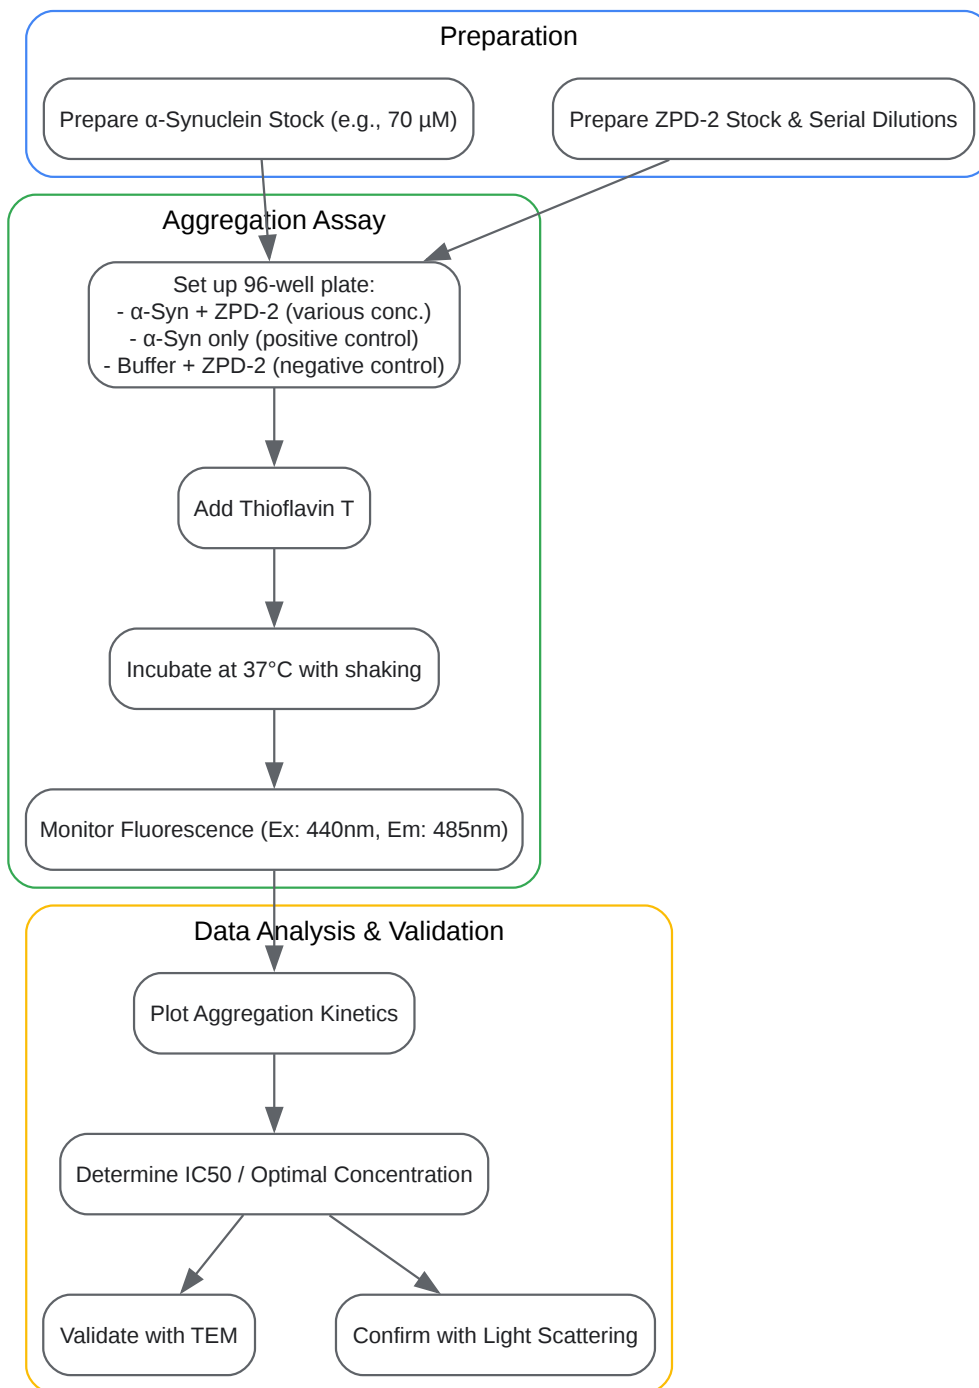 Preparation
Prepare α-Synuclein Stock (e.g., 70 µM)
Prepare ZPD-2 Stock & Serial Dilutions
Aggregation Assay
Set up 96-well plate:
- α-Syn + ZPD-2 (various conc.)
- α-Syn only (positive control)
- Buffer + ZPD-2 (negative control)
Add Thioflavin T
Incubate at 37°C with shaking
Monitor Fluorescence (Ex: 440nm, Em: 485nm)
Data Analysis & Validation
Plot Aggregation Kinetics
Determine IC50 / Optimal Concentration
Validate with TEM
Confirm with Light Scattering